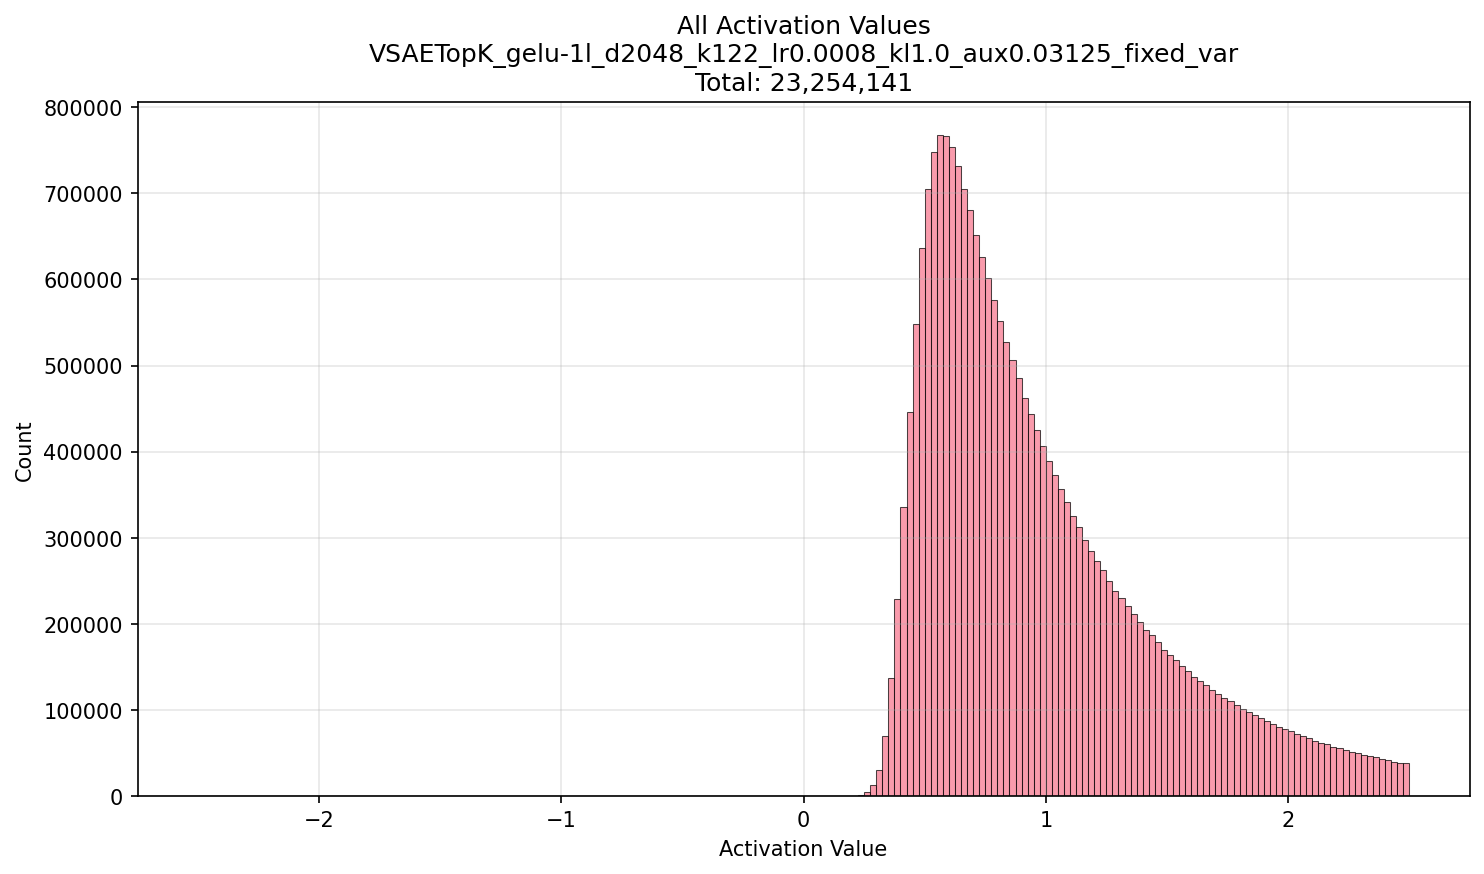 All Activation Values
VSAETopK_gelu-1l_d2048_k122_lr0.0008_kl1.0_aux0.03125_fixed_var
Total: 23,254,141
800000
700000
600000
500000
400000
300000
200000
100000
0
Count
−2
−1
0
1
2
Activation Value